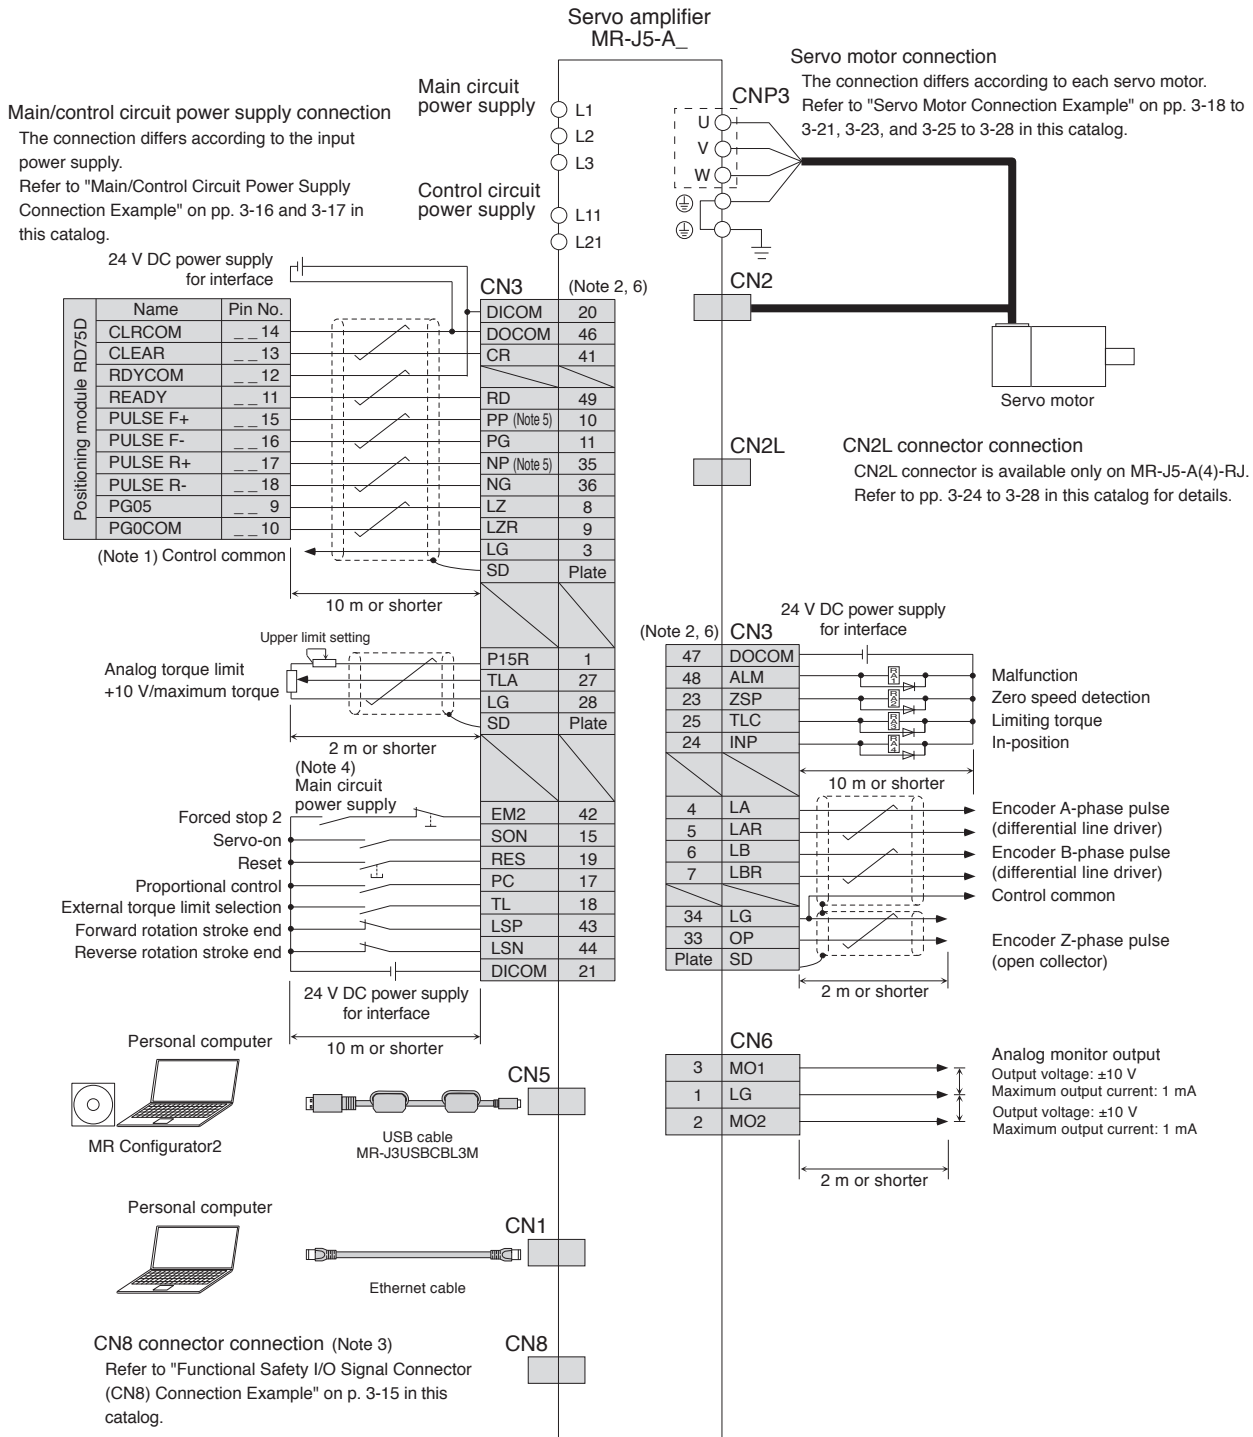 Servo amplifier
MR-J5-A_
Main/control circuit power supply connection
The connection differs according to the input
power supply.
Refer to "Main/Control Circuit Power Supply
Connection Example" on pp. 3-16 and 3-17 in
this catalog.
Main circuit
power supply
L1
L2
L3
Control circuit
power supply
L11
L21
Servo motor connection
The connection differs according to each servo motor.
Refer to "Servo Motor Connection Example" on pp. 3-18 to
3-21, 3-23, and 3-25 to 3-28 in this catalog.
CNP3
U
V
W
CN2
Servo motor
CN2L
CN2L connector connection
CN2L connector is available only on MR-J5-A(4)-RJ.
Refer to pp. 3-24 to 3-28 in this catalog for details.
24 V DC power supply
for interface
Positioning module RD75D
Name Pin No.
CLRCOM _ _ 14
CLEAR _ _ 13
RDYCOM _ _ 12
READY _ _ 11
PULSE F+ _ _ 15
PULSE F- _ _ 16
PULSE R+ _ _ 17
PULSE R- _ _ 18
PG05 _ _ 9
PG0COM _ _ 10
(Note 1) Control common
10 m or shorter
CN3 (Note 2, 6)
DICOM 20
DOCOM 46
CR 41
RD 49
PP (Note 5) 10
PG 11
NP (Note 5) 35
NG 36
LZ 8
LZR 9
LG 3
SD Plate
Upper limit setting
Analog torque limit
+10 V/maximum torque
2 m or shorter
P15R 1
TLA 27
LG 28
SD Plate
(Note 4)
Main circuit
power supply
Forced stop 2
Servo-on
Reset
Proportional control
External torque limit selection
Forward rotation stroke end
Reverse rotation stroke end
EM2 42
SON 15
RES 19
PC 17
TL 18
LSP 43
LSN 44
DICOM 21
24 V DC power supply
for interface
10 m or shorter
24 V DC power supply
for interface
(Note 2, 6) CN3
47 DOCOM
48 ALM RA1 Malfunction
23 ZSP RA2 Zero speed detection
25 TLC RA3 Limiting torque
24 INP RA4 In-position
10 m or shorter
4 LA
5 LAR
6 LB
7 LBR
34 LG
33 OP
Plate SD
Encoder A-phase pulse
(differential line driver)
Encoder B-phase pulse
(differential line driver)
Control common
Encoder Z-phase pulse
(open collector)
2 m or shorter
CN6
3 MO1
1 LG
2 MO2
Analog monitor output
Output voltage: ±10 V
Maximum output current: 1 mA
Output voltage: ±10 V
Maximum output current: 1 mA
2 m or shorter
Personal computer
MR Configurator2
USB cable
MR-J3USBCBL3M
CN5
Personal computer
Ethernet cable
CN1
CN8 connector connection (Note 3)
Refer to "Functional Safety I/O Signal Connector
(CN8) Connection Example" on p. 3-15 in this
catalog.
CN8